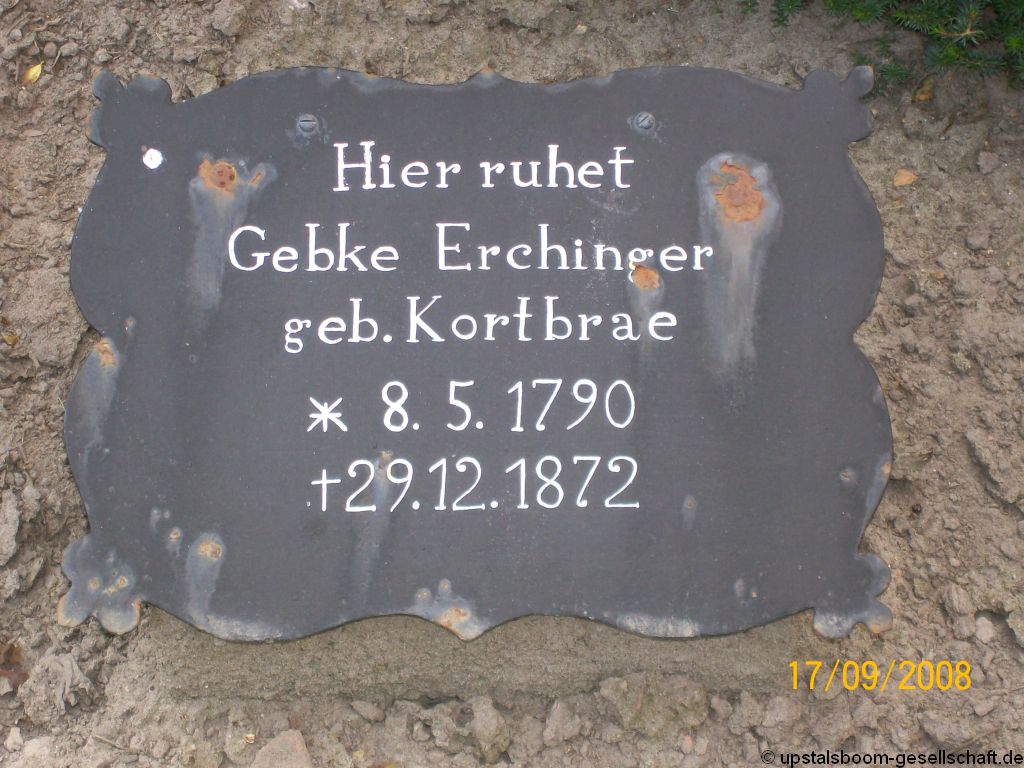 Hier ruhet
Gebke Erchinger
geb. Kortbrae
* 8. 5. 1790
†29.12.1872
17/09/2008
© upstalsboom-gesellschaft.de